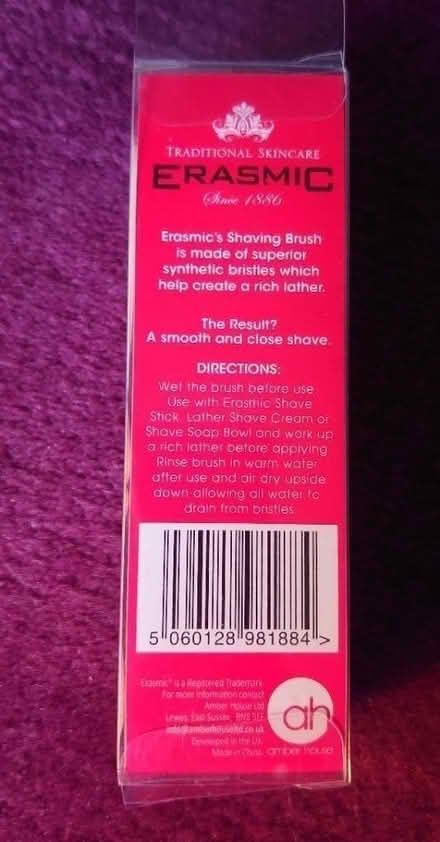 TRADITIONAL SKINCARE
ERASMIC
Since 1886
Erasmic's Shaving Brush
is made of superior
synthetic bristles which
help create a rich lather.
The Result?
A smooth and close shave.
DIRECTIONS:
Wet the brush before use
Use with Erasmic Shave
Stick, Lather Shave Cream or
Shave Soap Bowl and work up
a rich lather before applying
Rinse brush in warm water
after use and air dry upside
down allowing all water to
drain from bristles
5 060128 981884 >
Erasmic® is a Registered Trademark
For more information contact
Amber House Ltd
Lewes, East Sussex,
info@amberhouseltd.co.uk
Developed in the UK.
Made in China.
ah
amber house